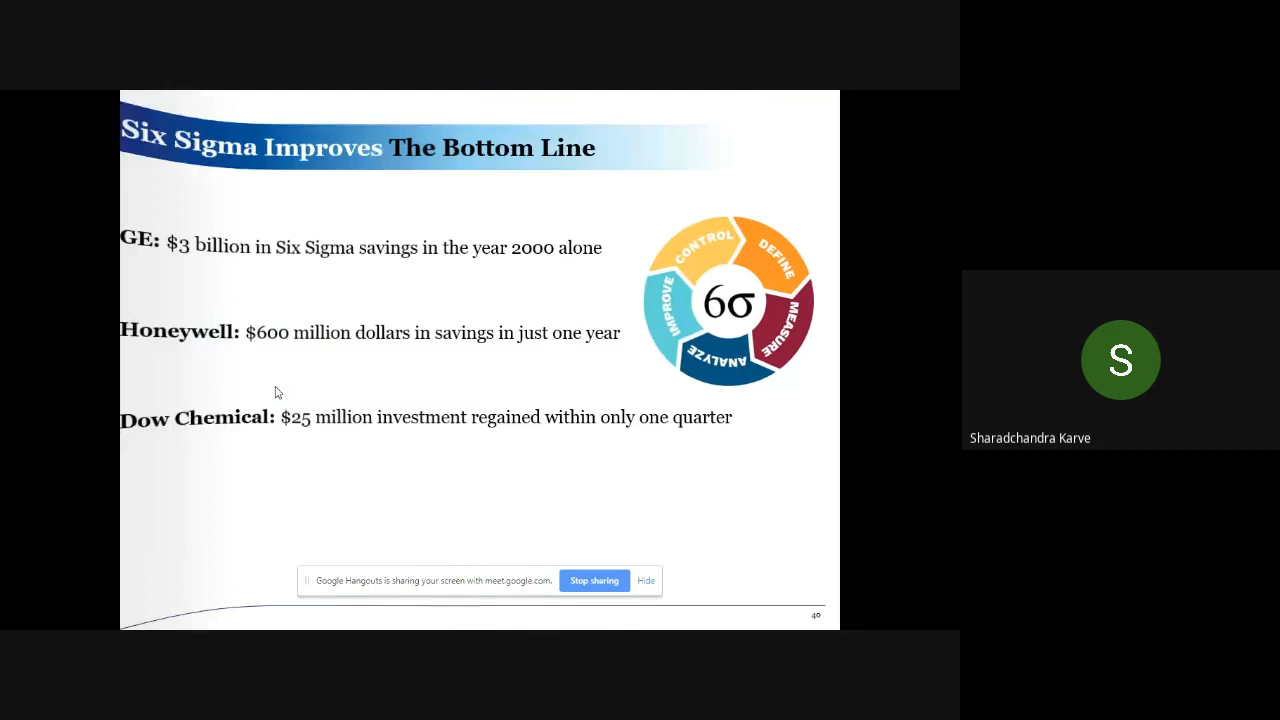 Six Sigma Improves The Bottom Line
GE: $3 billion in Six Sigma savings in the year 2000 alone
CONTROL
DEFINE
MEASURE
ANALYZE
IMPROVE
6σ
Honeywell: $600 million dollars in savings in just one year
Dow Chemical: $25 million investment regained within only one quarter
Google Hangouts is sharing your screen with meet.google.com. Stop sharing Hide
40
S
Sharadchandra Karve